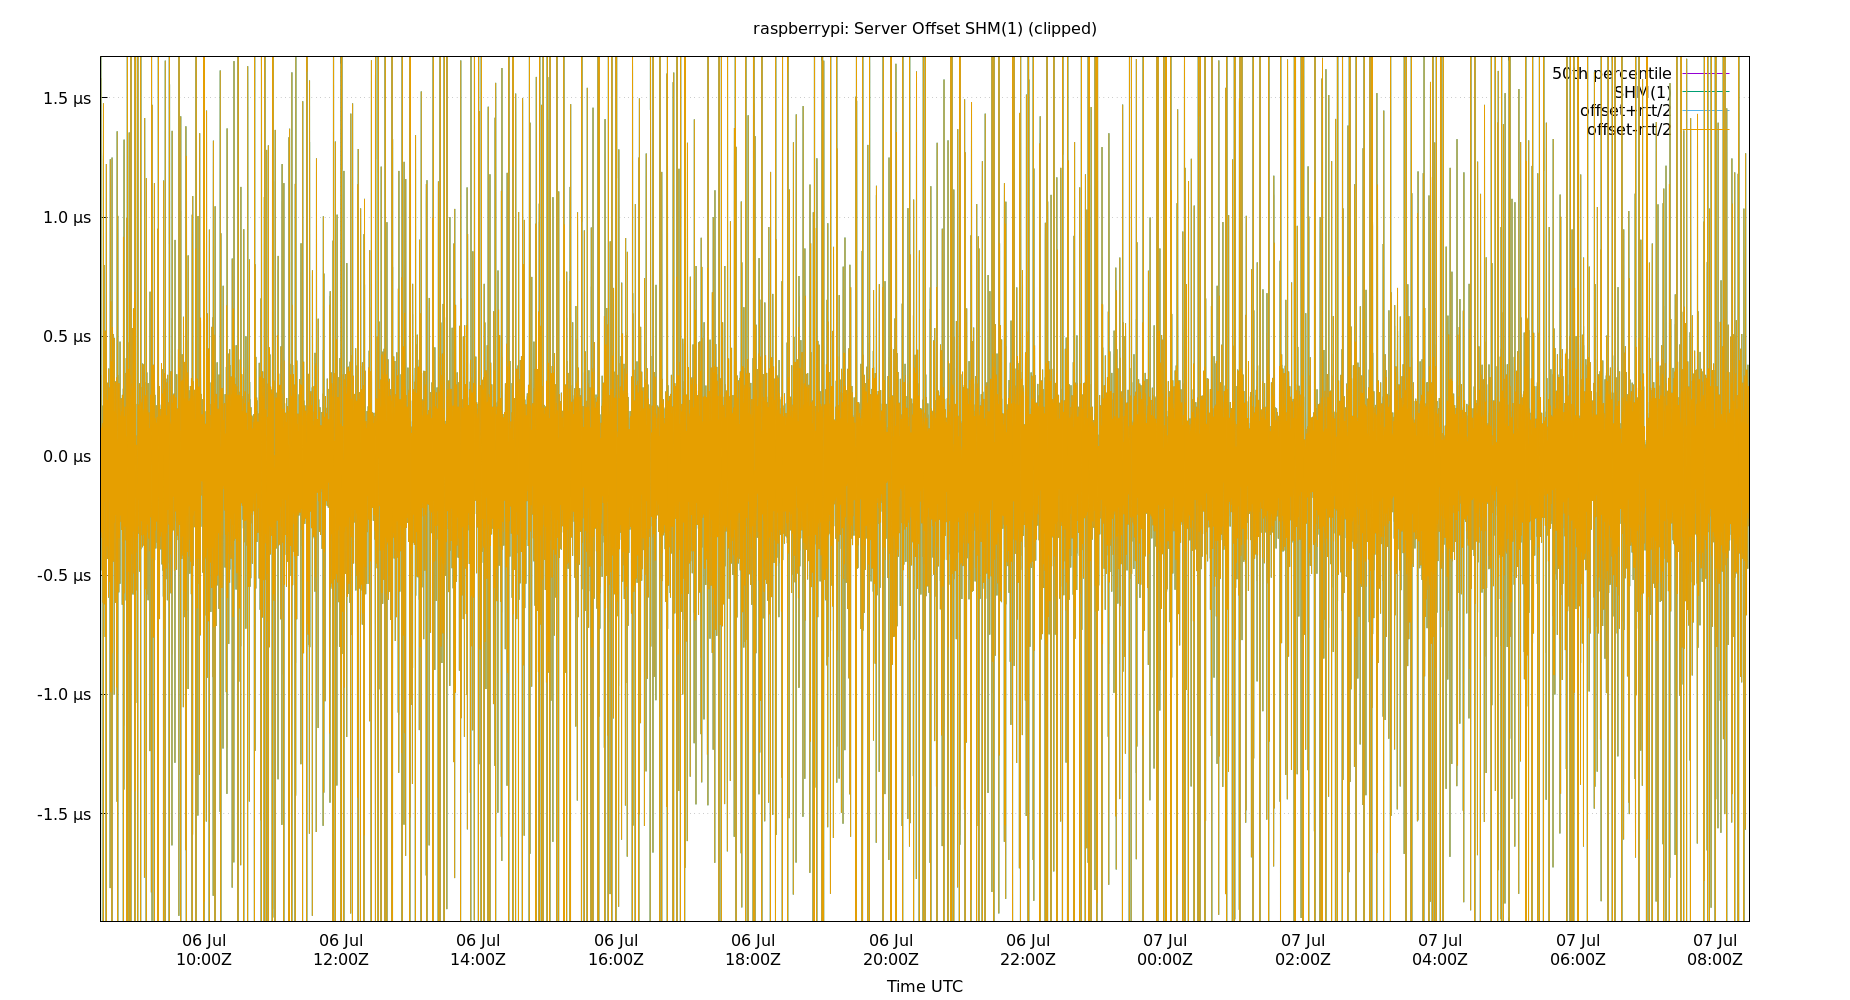 raspberrypi: Server Offset SHM(1) (clipped)
50th percentile
SHM(1)
offset+rtt/2
offset-rtt/2
1.5 µs
1.0 µs
0.5 µs
0.0 µs
-0.5 µs
-1.0 µs
-1.5 µs
06 Jul 06 Jul 06 Jul 06 Jul 06 Jul 06 Jul 06 Jul 07 Jul 07 Jul 07 Jul 07 Jul 07 Jul
10:00Z 12:00Z 14:00Z 16:00Z 18:00Z 20:00Z 22:00Z 00:00Z 02:00Z 04:00Z 06:00Z 08:00Z
Time UTC